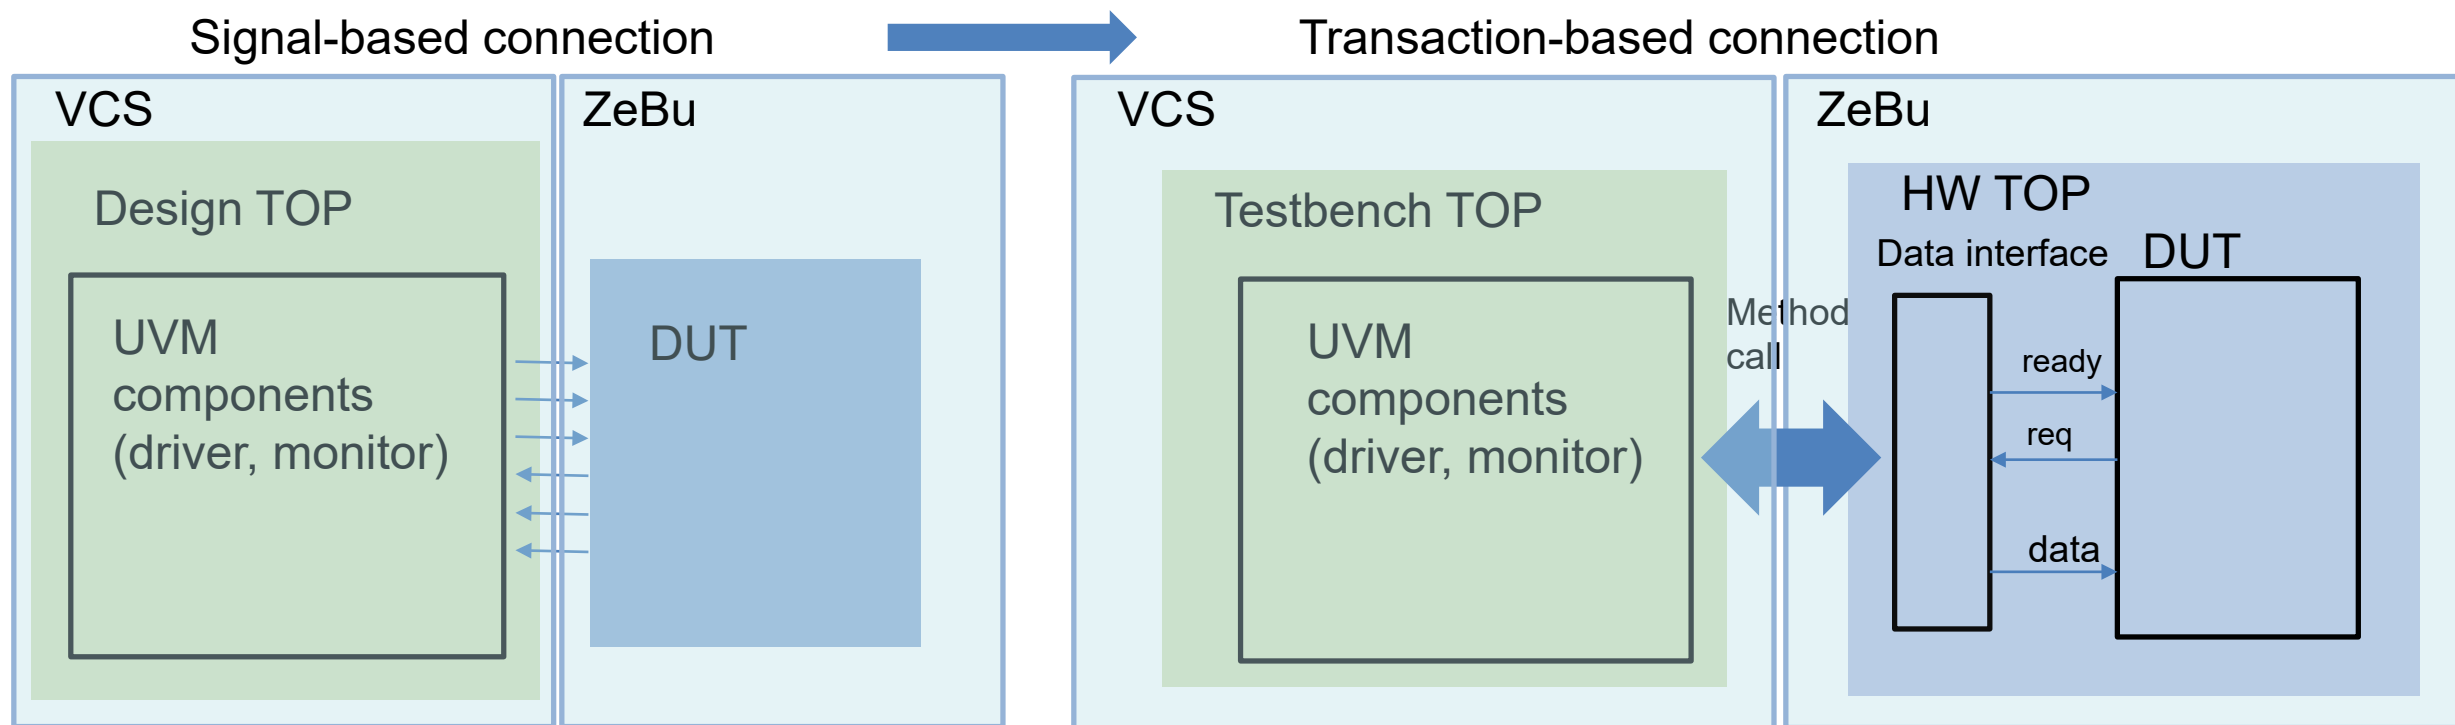 Signal-based connection
Transaction-based connection
VCS
ZeBu
Design TOP
UVM
components
(driver, monitor)
DUT
VCS
ZeBu
Testbench TOP
UVM
components
(driver, monitor)
Method
call
HW TOP
Data interface
DUT
ready
req
data